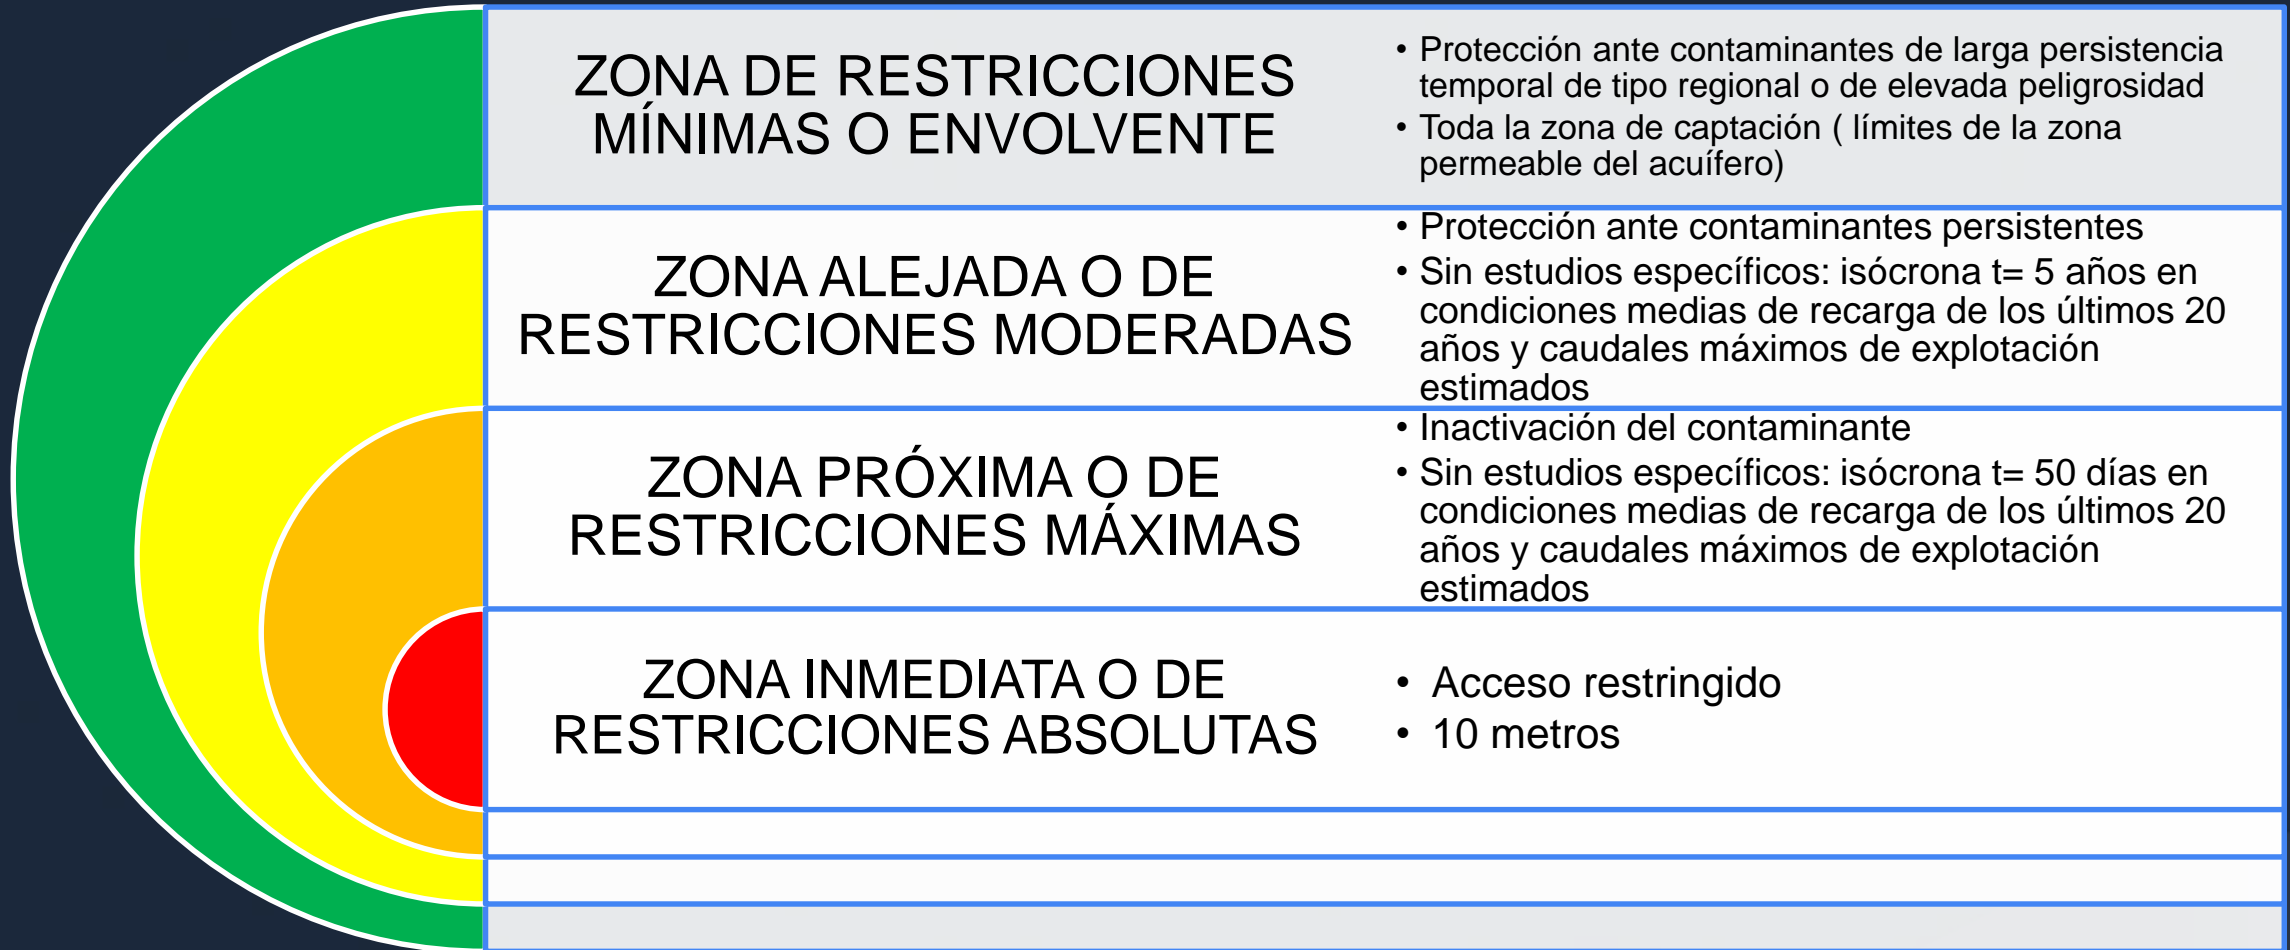 ZONA DE RESTRICCIONES
MÍNIMAS O ENVOLVENTE
• Protección ante contaminantes de larga persistencia
temporal de tipo regional o de elevada peligrosidad
• Toda la zona de captación ( límites de la zona
permeable del acuífero)
ZONA ALEJADA O DE
RESTRICCIONES MODERADAS
• Protección ante contaminantes persistentes
• Sin estudios específicos: isócrona t= 5 años en
condiciones medias de recarga de los últimos 20
años y caudales máximos de explotación
estimados
ZONA PRÓXIMA O DE
RESTRICCIONES MÁXIMAS
• Inactivación del contaminante
• Sin estudios específicos: isócrona t= 50 días en
condiciones medias de recarga de los últimos 20
años y caudales máximos de explotación
estimados
ZONA INMEDIATA O DE
RESTRICCIONES ABSOLUTAS
• Acceso restringido
• 10 metros